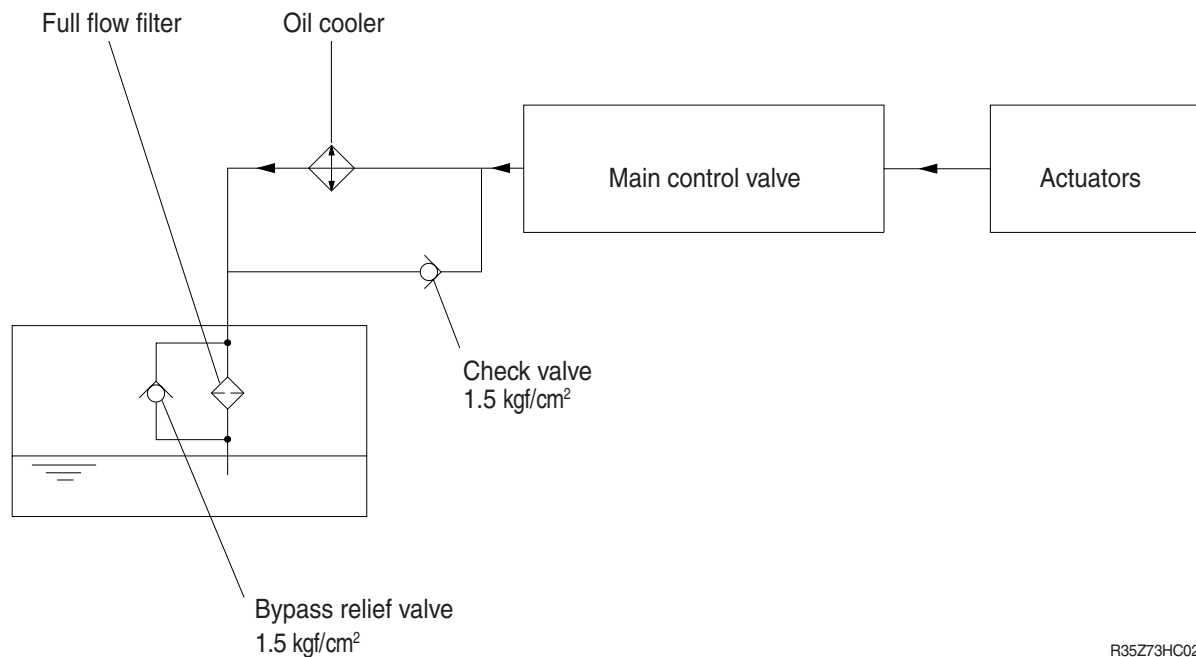 Full flow filter
Oil cooler
Main control valve
Actuators
Check valve
1.5 kgf/cm²
Bypass relief valve
1.5 kgf/cm²
R35Z73HC02